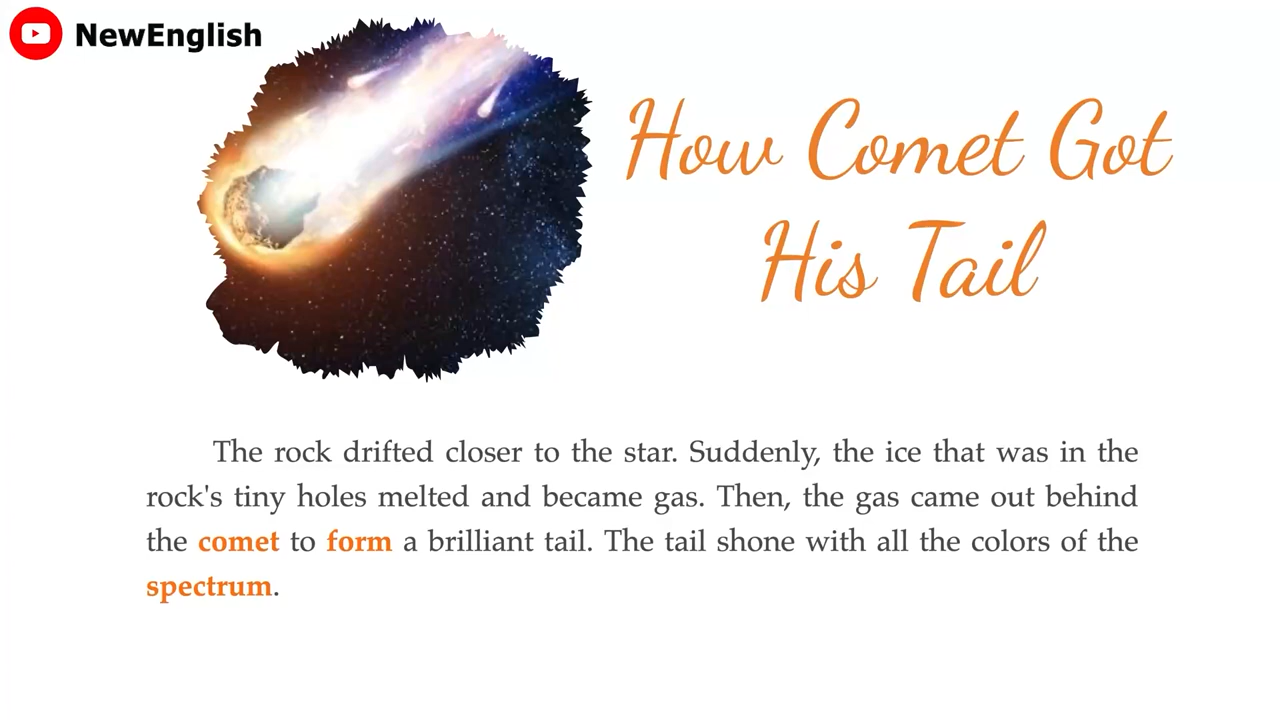 NewEnglish
How Comet Got
His Tail
The rock drifted closer to the star. Suddenly, the ice that was in the
rock's tiny holes melted and became gas. Then, the gas came out behind
the comet to form a brilliant tail. The tail shone with all the colors of the
spectrum.